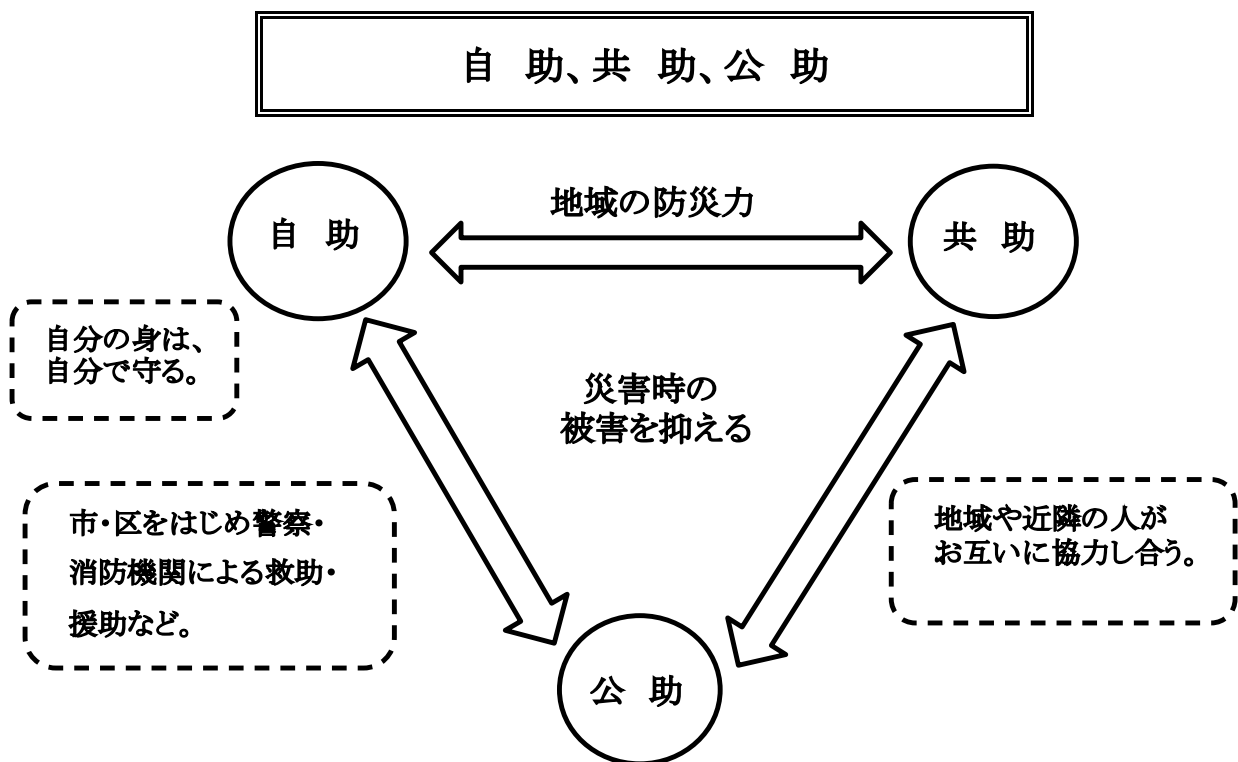 自 助、共 助、公 助
地域の防災力
自 助
共 助
自分の身は、
自分で守る。
災害時の
被害を抑える
市・区をはじめ警察・
消防機関による救助・
援助など。
地域や近隣の人が
お互いに協力し合う。
公 助